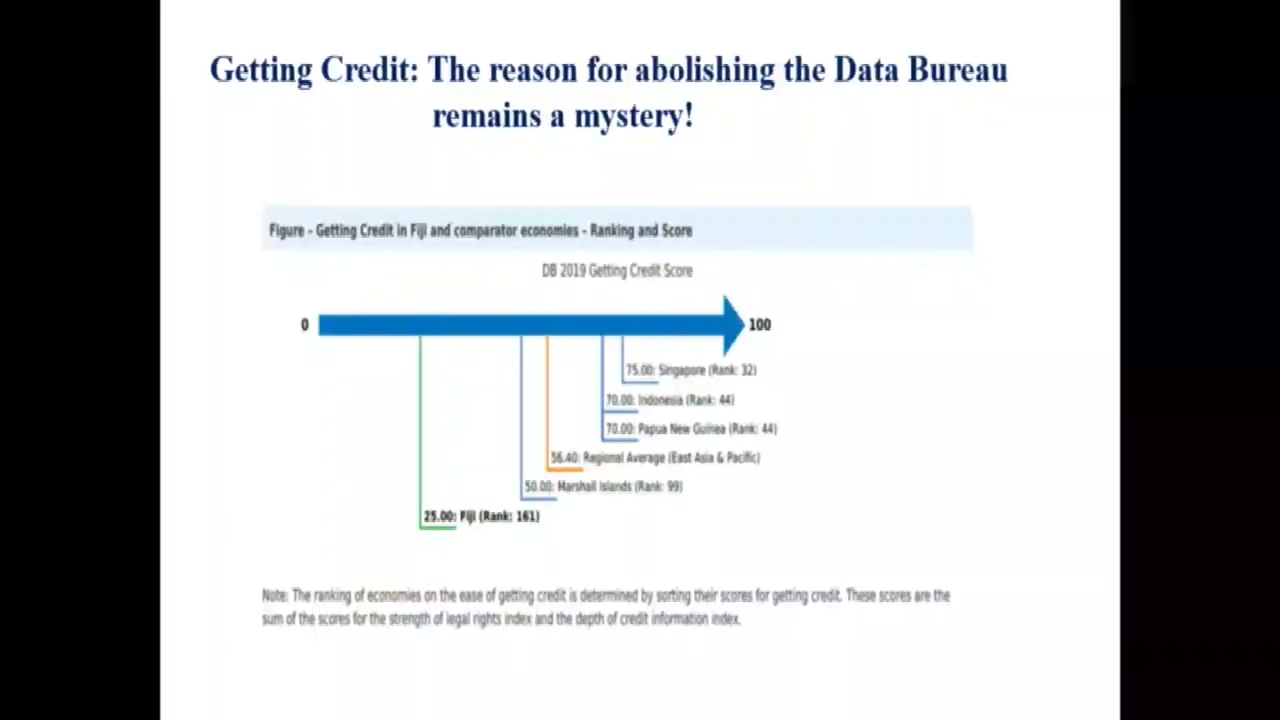 Getting Credit: The reason for abolishing the Data Bureau
remains a mystery!
Figure - Getting Credit in Fiji and comparator economies - Ranking and Score
DB 2019 Getting Credit Score
0
100
75.00: Singapore (Rank: 32)
70.00: Indonesia (Rank: 44)
70.00: Papua New Guinea (Rank: 44)
56.40: Regional Average (East Asia & Pacific)
50.00: Marshall Islands (Rank: 99)
25.00: Fiji (Rank: 161)
Note: The ranking of economies on the ease of getting credit is determined by sorting their scores for getting credit. These scores are the
sum of the scores for the strength of legal rights index and the depth of credit information index.